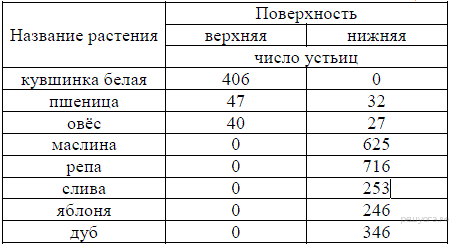 Название растения Поверхность
верхняя нижняя
число устьиц
кувшинка белая 406 0
пшеница 47 32
овёс 40 27
маслина 0 625
репа 0 716
слива 0 253
яблоня 0 246
дуб 0 346